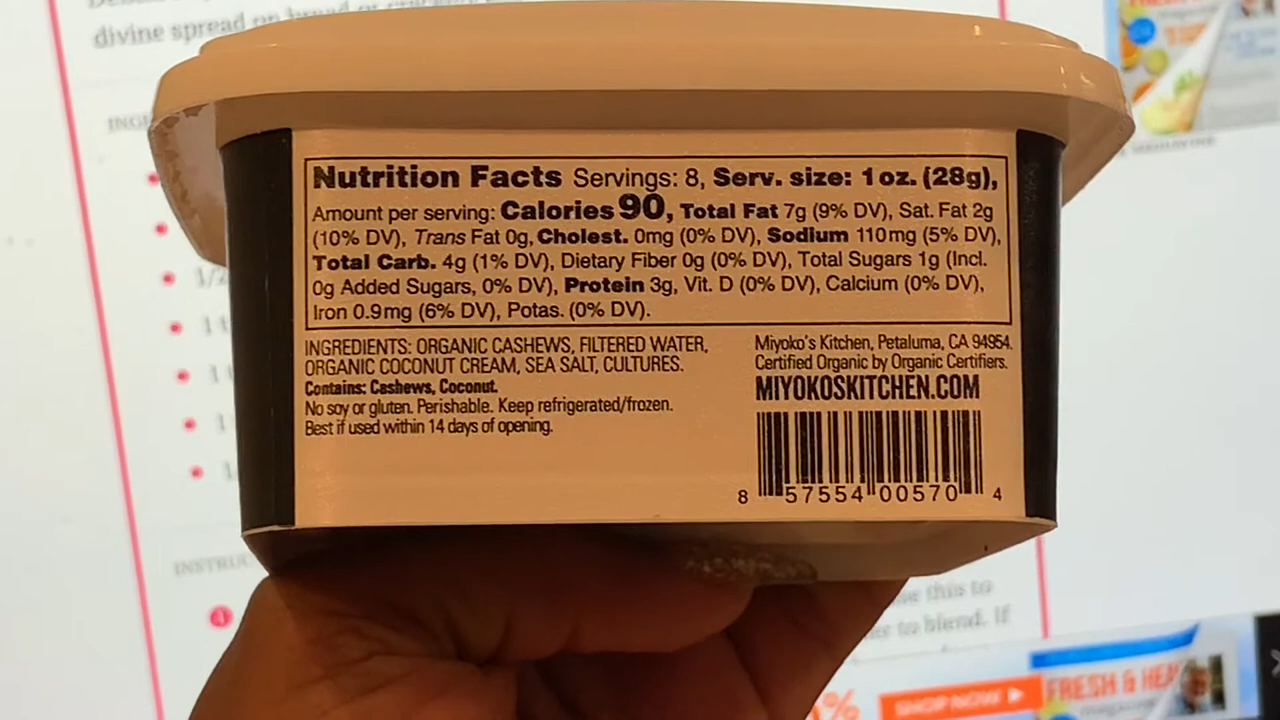 divine spread on bread or
Nutrition Facts Servings: 8, Serv. size: 1 oz. (28g),
Amount per serving: Calories 90, Total Fat 7g (9% DV), Sat. Fat 2g
(10% DV), Trans Fat 0g, Cholest. 0mg (0% DV), Sodium 110mg (5% DV),
Total Carb. 4g (1% DV), Dietary Fiber 0g (0% DV), Total Sugars 1g (Incl.
0g Added Sugars, 0% DV), Protein 3g, Vit. D (0% DV), Calcium (0% DV),
Iron 0.9mg (6% DV), Potas. (0% DV).
INGREDIENTS: ORGANIC CASHEWS, FILTERED WATER,
ORGANIC COCONUT CREAM, SEA SALT, CULTURES.
Contains: Cashews, Coconut.
No soy or gluten. Perishable. Keep refrigerated/frozen.
Best if used within 14 days of opening.
Miyoko's Kitchen, Petaluma, CA 94954.
Certified Organic by Organic Certifiers.
MIYOKOSKITCHEN.COM
8 57554 00570 4
this to
to blend. If
SHOP NOW
FRESH &